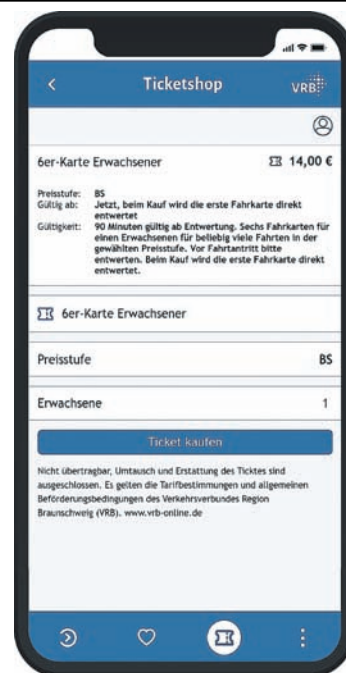 Ticketshop
VRB
6er-Karte Erwachsener 14,00 €
Preisstufe: BS
Gültig ab: Jetzt, beim Kauf wird die erste Fahrkarte direkt
entwertet
Gültigkeit: 90 Minuten gültig ab Entwertung. Sechs Fahrkarten für
einen Erwachsenen für beliebig viele Fahrten in der
gewählten Preisstufe. Vor Fahrtantritt bitte
entwerten. Beim Kauf wird die erste Fahrkarte direkt
entwertet.
6er-Karte Erwachsener
Preisstufe BS
Erwachsene 1
Ticket kaufen
Nicht übertragbar, Umtausch und Erstattung des Ticktes sind
ausgeschlossen. Es gelten die Tarifbestimmungen und allgemeinen
Beförderungsbedingungen des Verkehrsverbundes Region
Braunschweig (VRB). www.vrb-online.de